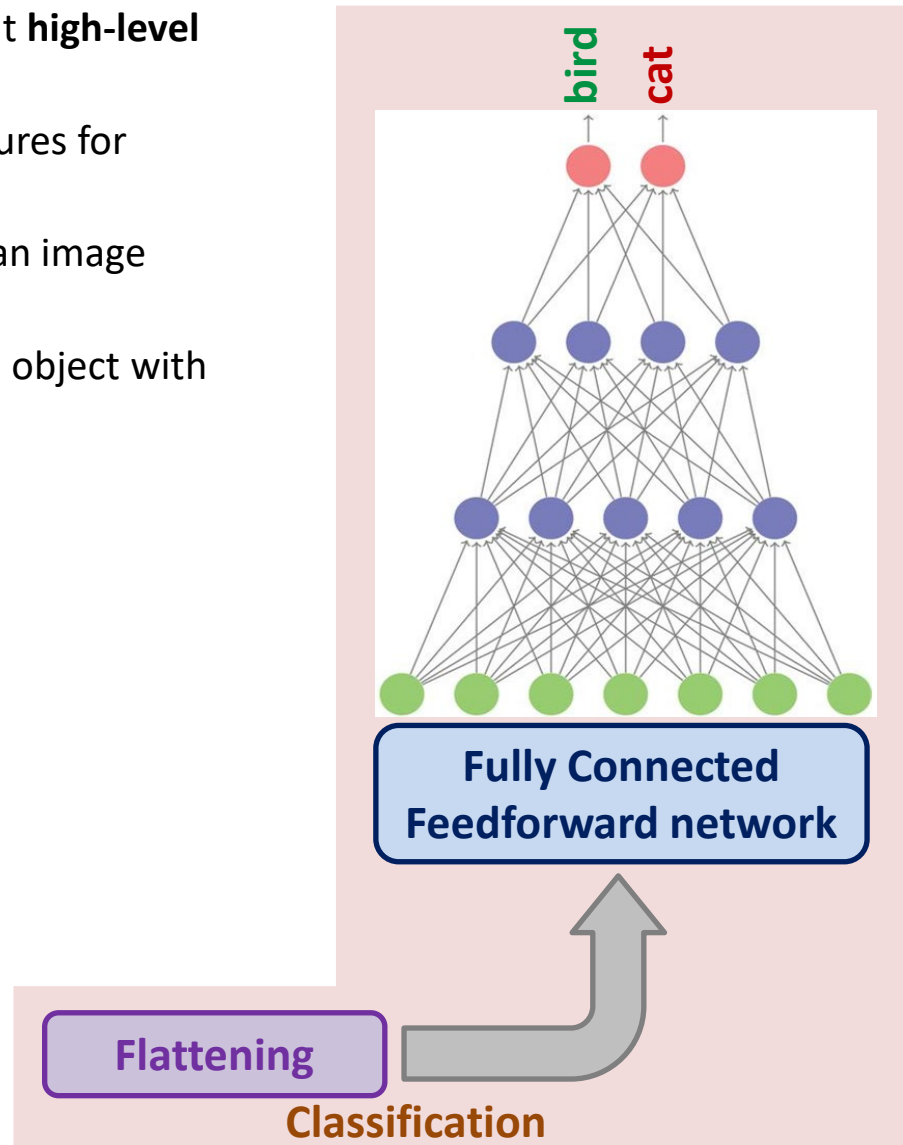 t high-level
ures for
an image
object with
bird
cat
Fully Connected
Feedforward network
Flattening
Classification